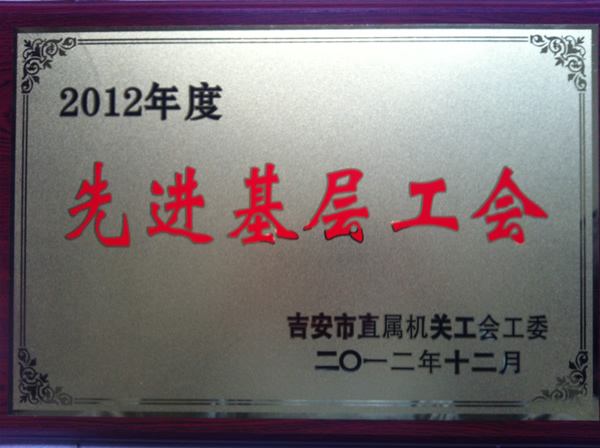 2012年度
先进基层工会
吉安市直属机关工会工委
二〇一二年十二月